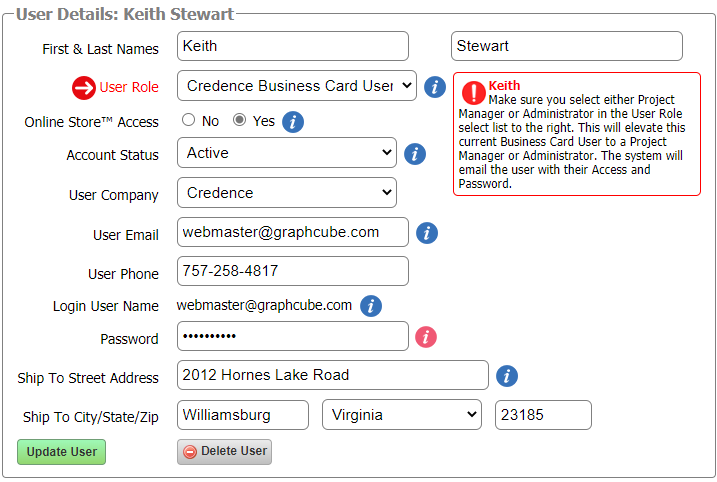 User Details: Keith Stewart
First & Last Names Keith Stewart
User Role Credence Business Card User i
! Keith
Make sure you select either Project
Manager or Administrator in the User Role
select list to the right. This will elevate this
current Business Card User to a Project
Manager or Administrator. The system will
email the user with their Access and
Password.
Online Store™ Access No Yes i
Account Status Active i
User Company Credence
User Email webmaster@graphcube.com i
User Phone 757-258-4817
Login User Name webmaster@graphcube.com i
Password •••••••••• i
Ship To Street Address 2012 Hornes Lake Road i
Ship To City/State/Zip Williamsburg Virginia 23185
Update User Delete User